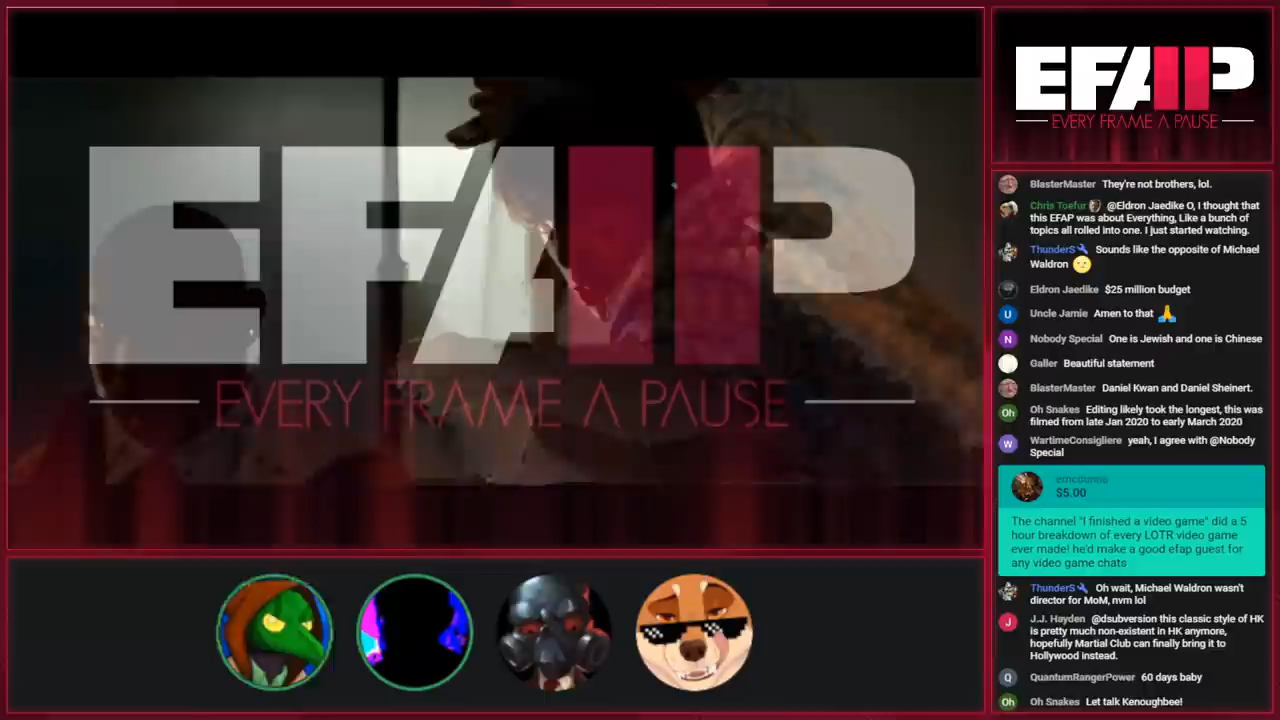 EFAP
EVERY FRAME A PAUSE
EFAP
EVERY FRAME A PAUSE
BlasterMaster They're not brothers, lol.
Chris Toefur @Eldron Jaedike O, I thought that
this EFAP was about Everything, Like a bunch of
topics all rolled into one. I just started watching.
ThunderS Sounds like the opposite of Michael
Waldron
Eldron Jaedike $25 million budget
U Uncle Jamie Amen to that
N Nobody Special One is Jewish and one is Chinese
Galler Beautiful statement
BlasterMaster Daniel Kwan and Daniel Sheinert.
Oh Oh Snakes Editing likely took the longest, this was
filmed from late Jan 2020 to early March 2020
W WartimeConsigliere yeah, I agree with @Nobody
Special
$5.00
The channel "I finished a video game" did a 5
hour breakdown of every LOTR video game
ever made! he'd make a good efap guest for
any video game chats
ThunderS Oh wait, Michael Waldron wasn't
director for MoM, nvm lol
J J.J. Hayden @dsubversion this classic style of HK
is pretty much non-existent in HK anymore,
hopefully Martial Club can finally bring it to
Hollywood instead.
Q QuantumRangerPower 60 days baby
Oh Oh Snakes Let talk Kenoughbee!